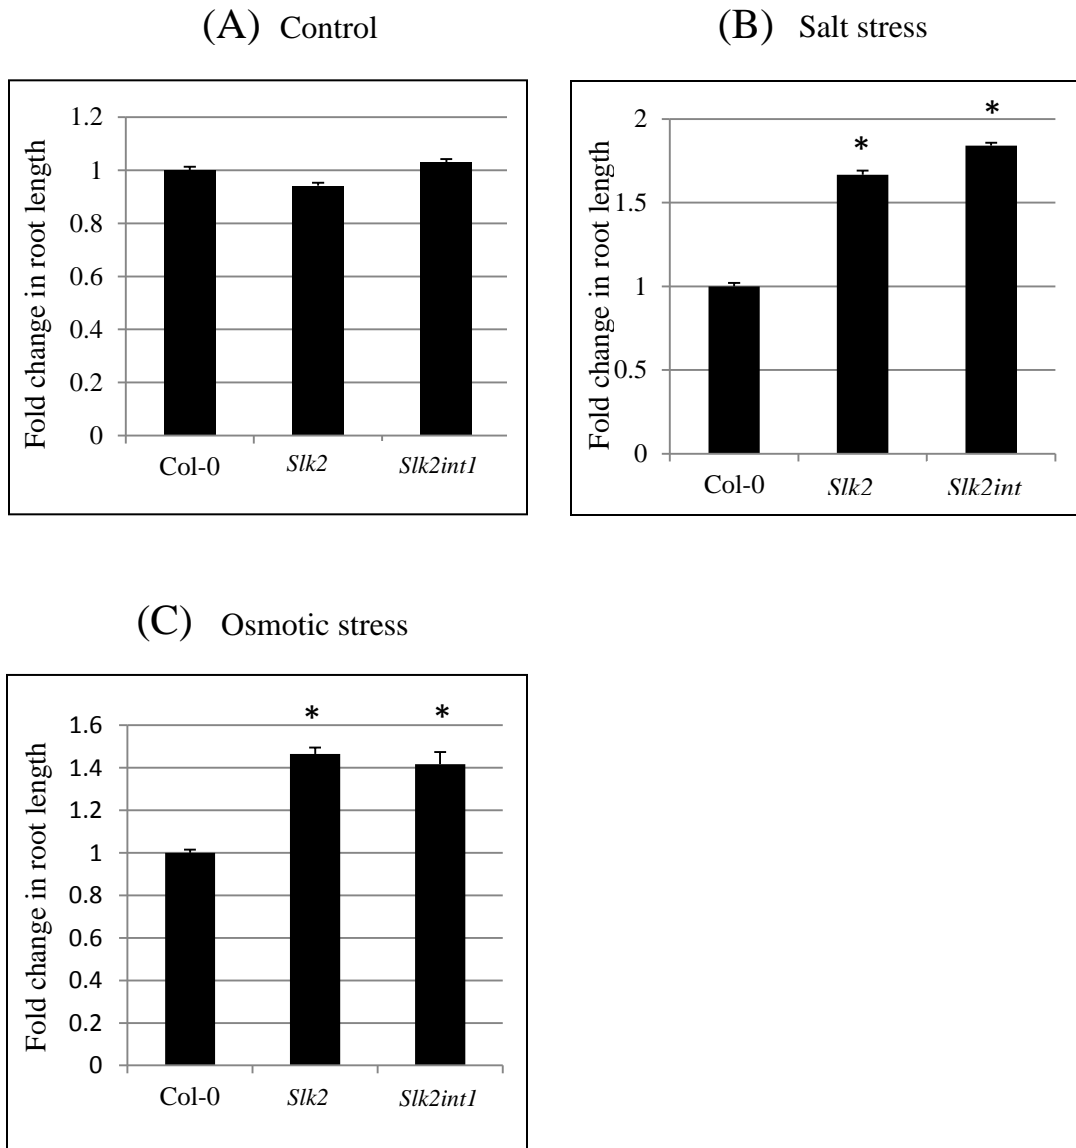 (A) Control
Fold change in root length
1.2
1
0.8
0.6
0.4
0.2
0
Col-0 Slk2 Slk2int1
(B) Salt stress
Fold change in root length
2
1.5
1
0.5
0
* *
Col-0 Slk2 Slk2int
(C) Osmotic stress
Fold change in root length
1.6
1.4
1.2
1
0.8
0.6
0.4
0.2
0
* *
Col-0 Slk2 Slk2int1